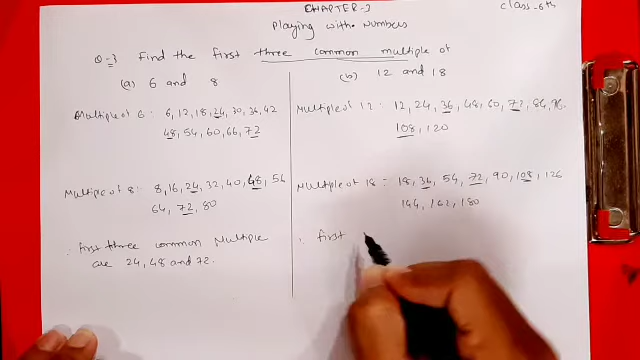 CHAPTER-3
class-6th
Playing with Numbers
Q-3 Find the first three common multiple of
(a) 6 and 8
Multiple of 6: 6, 12, 18, 24, 30, 36, 42
48, 54, 60, 66, 72
Multiple of 8: 8, 16, 24, 32, 40, 48, 56
64, 72, 80
∴ first three common Multiple
are 24, 48 and 72.
(b) 12 and 18
Multiple of 12: 12, 24, 36, 48, 60, 72, 84, 96.
108, 120
Multiple of 18: 18, 36, 54, 72, 90, 108, 126
144, 162, 180
∴ first